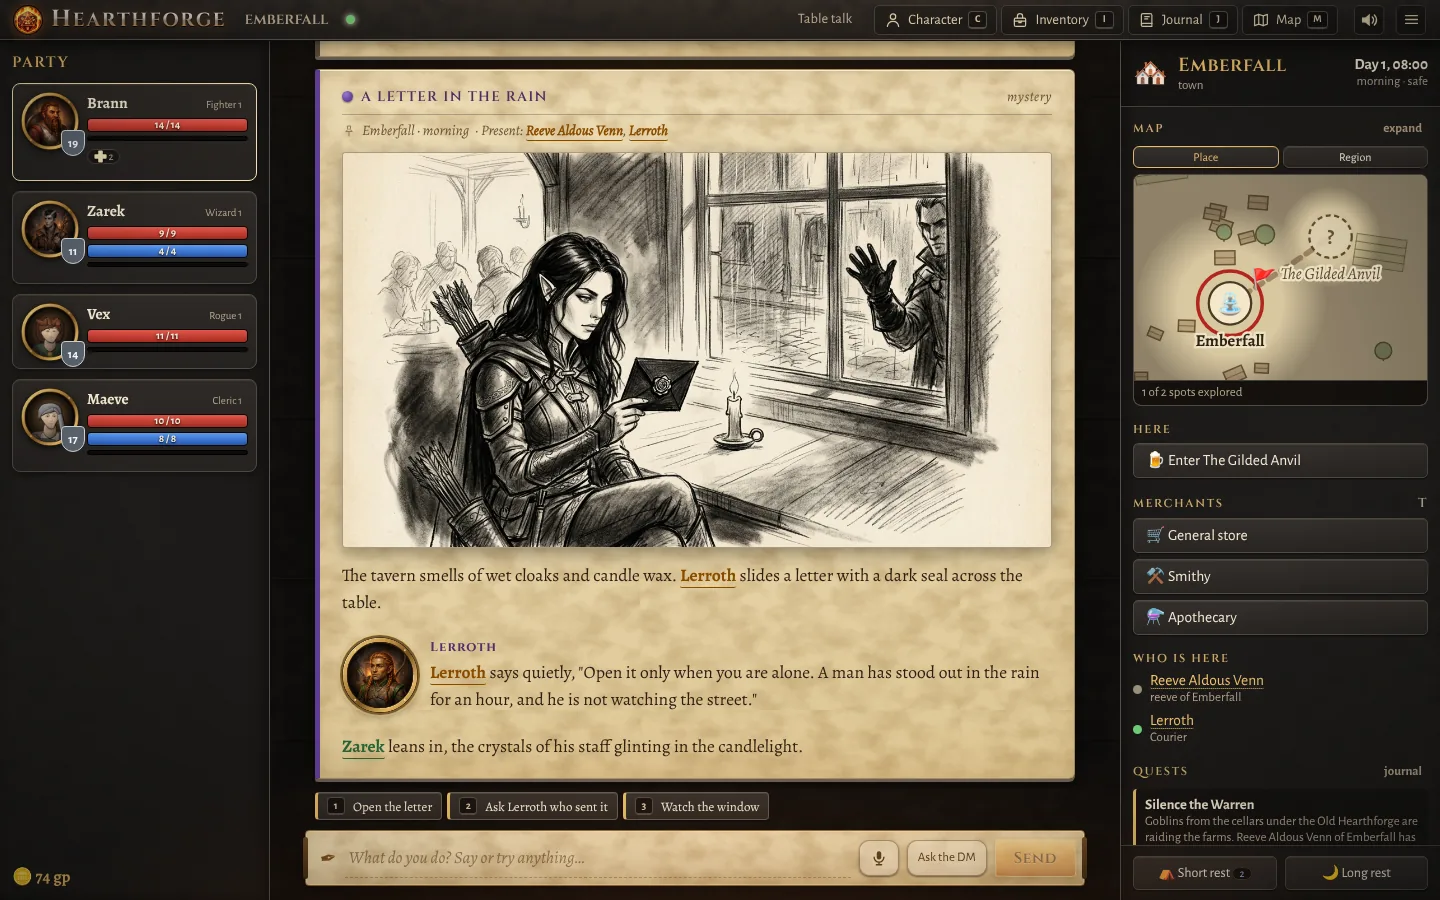 HEARTHFORGE
EMBERFALL
Table talk
Character C
Inventory I
Journal J
Map M
PARTY
Brann
Fighter 1
14/14
19
2
Zarek
Wizard 1
9/9
4/4
11
Vex
Rogue 1
11/11
14
Maeve
Cleric 1
10/10
8/8
17
74 gp
A LETTER IN THE RAIN
mystery
Emberfall · morning · Present: Reeve Aldous Venn, Lerroth
The tavern smells of wet cloaks and candle wax. Lerroth slides a letter with a dark seal across the
table.
LERROTH
Lerroth says quietly, "Open it only when you are alone. A man has stood out in the rain
for an hour, and he is not watching the street."
Zarek leans in, the crystals of his staff glinting in the candlelight.
1 Open the letter
2 Ask Lerroth who sent it
3 Watch the window
What do you do? Say or try anything...
Ask the DM
SEND
EMBERFALL
town
Day 1, 08:00
morning · safe
MAP
expand
Place
Region
?
The Gilded Anvil
Emberfall
1 of 2 spots explored
HERE
Enter The Gilded Anvil
MERCHANTS
T
General store
Smithy
Apothecary
WHO IS HERE
Reeve Aldous Venn
reeve of Emberfall
Lerroth
Courier
QUESTS
journal
Silence the Warren
Goblins from the cellars under the Old Hearthforge are
raiding the farms. Reeve Aldous Venn of Emberfall has
Short rest 2
Long rest